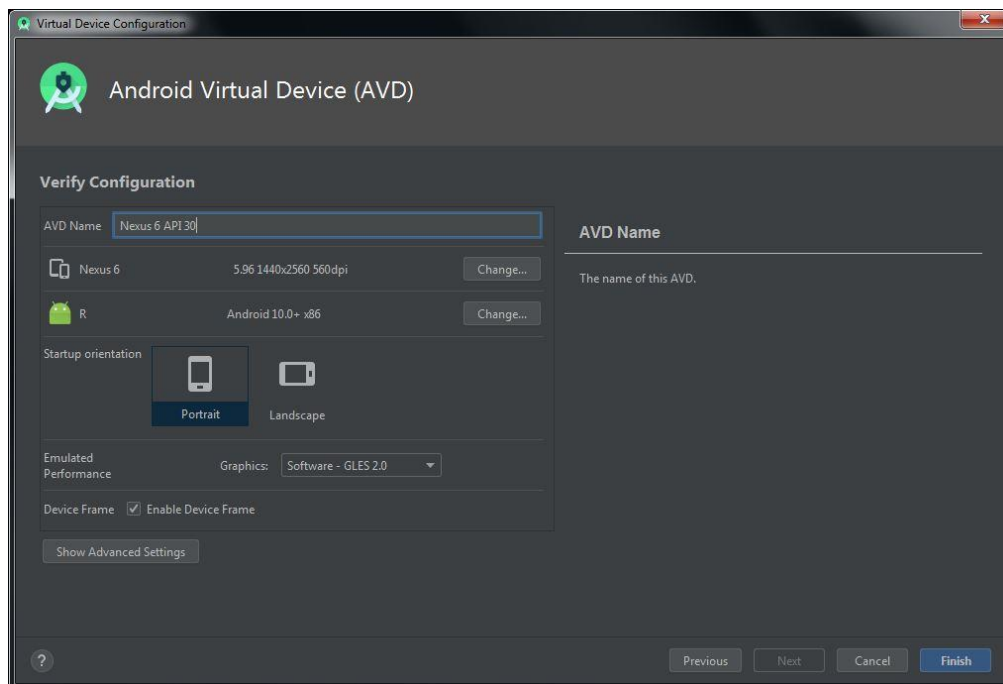 Virtual Device Configuration
Android Virtual Device (AVD)
Verify Configuration
AVD Name Nexus 6 API 30
Nexus 6 5.96 1440x2560 560dpi Change...
R Android 10.0+ x86 Change...
Startup orientation
Portrait Landscape
Emulated
Performance Graphics: Software - GLES 2.0
Device Frame Enable Device Frame
Show Advanced Settings
AVD Name
The name of this AVD.
? Previous Next Cancel Finish